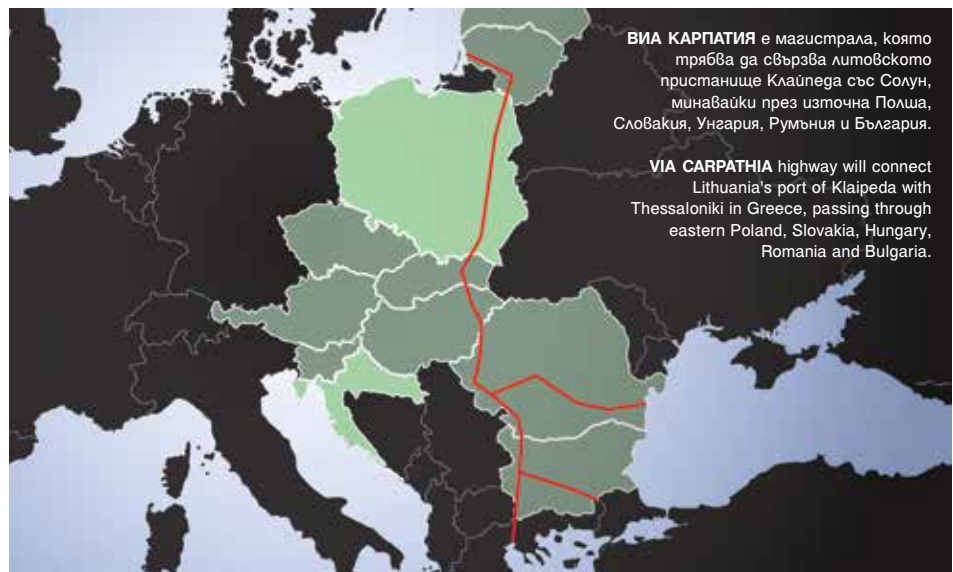 ВИА КАРПАТИЯ е магистрала, която
трябва да свързва литовското
пристанище Клайпеда със Солун,
минавайки през източна Полша,
Словакия, Унгария, Румъния и България.
VIA CARPATHIA highway will connect
Lithuania's port of Klaipeda with
Thessaloniki in Greece, passing through
eastern Poland, Slovakia, Hungary,
Romania and Bulgaria.